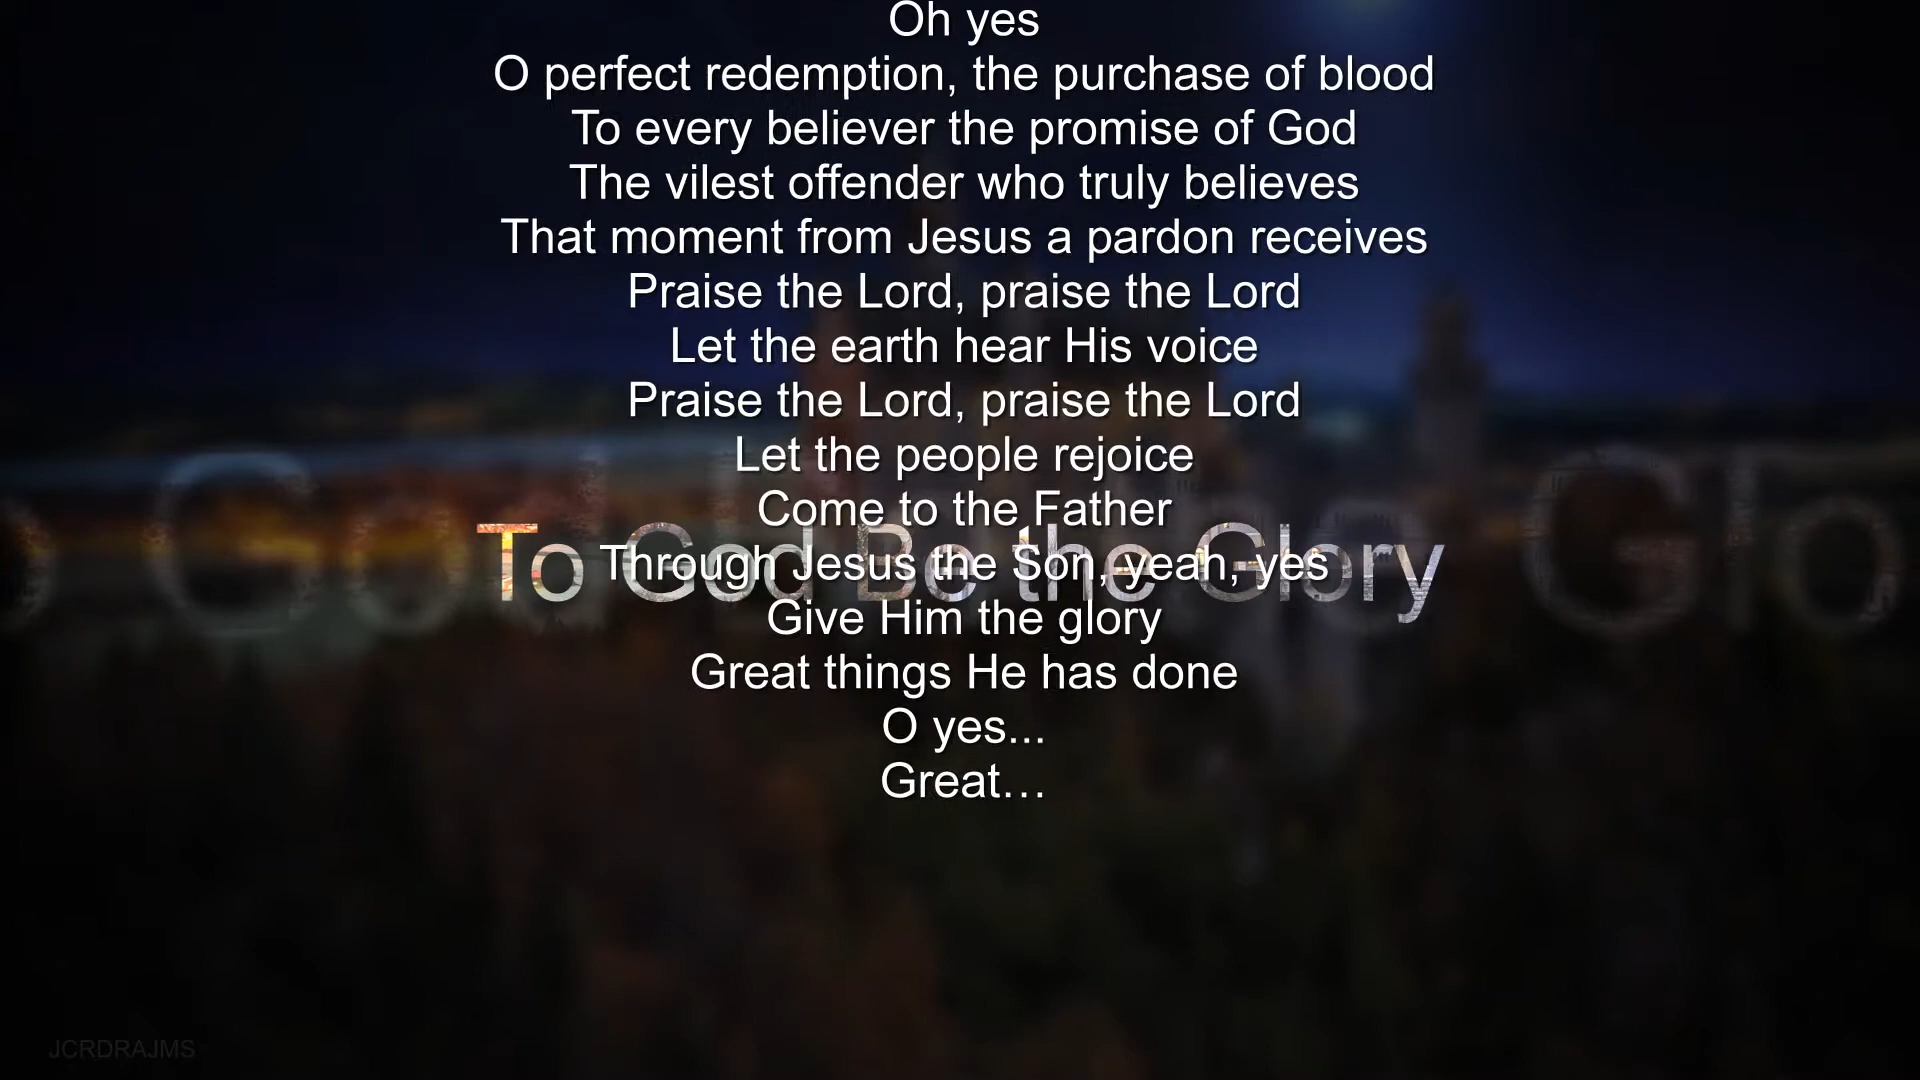 Oh yes
O perfect redemption, the purchase of blood
To every believer the promise of God
The vilest offender who truly believes
That moment from Jesus a pardon receives
Praise the Lord, praise the Lord
Let the earth hear His voice
Praise the Lord, praise the Lord
Let the people rejoice
Come to the Father
To God Be the Glory
Through Jesus the Son, yeah, yes
Give Him the glory
Great things He has done
O yes...
Great…
JCRDRAJMS